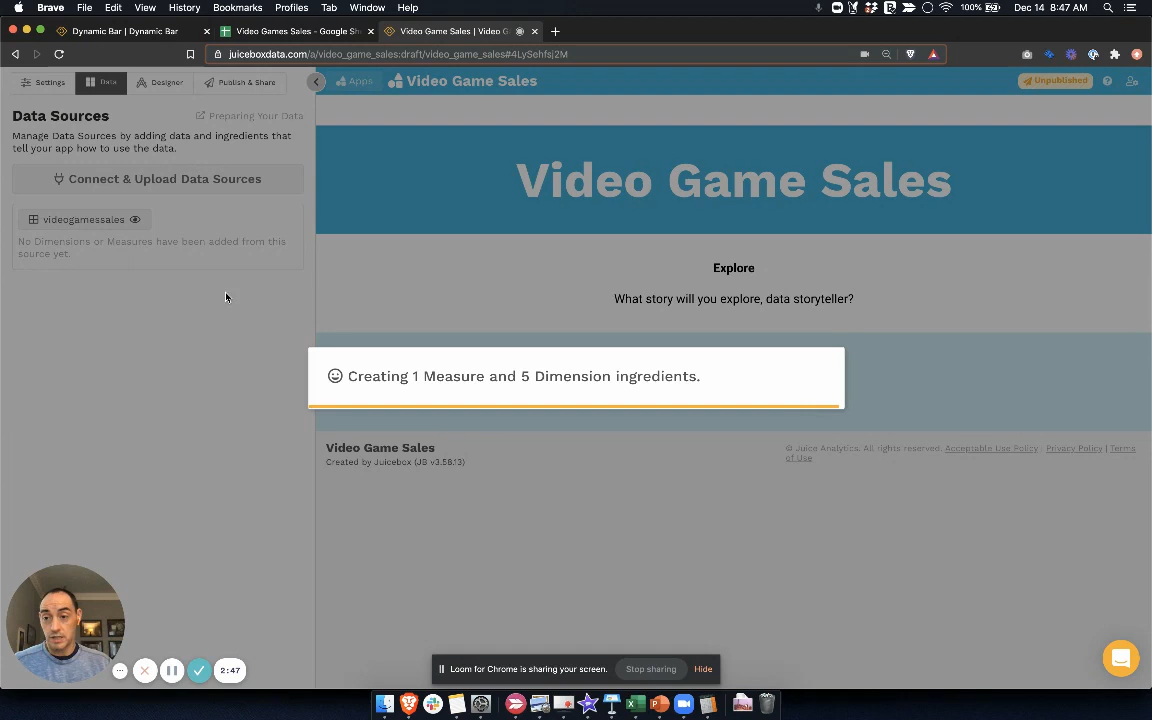 Brave File Edit View History Bookmarks Profiles Tab Window Help 100% Dec 14 8:47 AM
Dynamic Bar | Dynamic Bar
Video Games Sales - Google She
Video Game Sales | Video G
juiceboxdata.com/a/video_game_sales:draft/video_game_sales#4LySehfsj2M
Settings Data Designer Publish & Share
Apps Video Game Sales Unpublished
Data Sources Preparing Your Data
Manage Data Sources by adding data and ingredients that
tell your app how to use the data.
Connect & Upload Data Sources
videogamessales
No Dimensions or Measures have been added from this
source yet.
Video Game Sales
Explore
What story will you explore, data storyteller?
Creating 1 Measure and 5 Dimension ingredients.
Video Game Sales
Created by Juicebox (JB v3.58.13)
© Juice Analytics. All rights reserved. Acceptable Use Policy · Privacy Policy | Terms
of Use
2:47
Loom for Chrome is sharing your screen. Stop sharing Hide